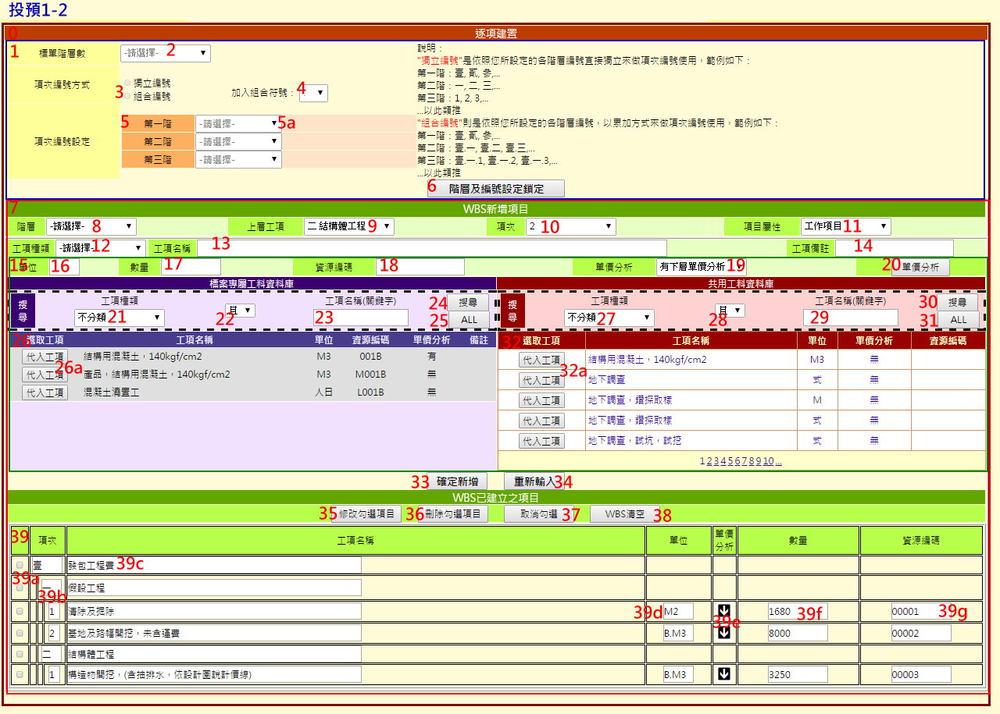 投預1-2
0 逐項建置
1 標單階層數 -請選擇- 2
說明：
"獨立編號"是依照您所設定的各階層編號直接獨立來做項次編號使用，範例如下：
第一階：壹, 貳, 參,...
第二階：一, 二, 三,...
第三階：1, 2, 3,...
...以此類推
"組合編號"則是依照您所設定的各階層編號，以累加方式來做項次編號使用，範例如下：
第一階：壹, 貳, 參,...
第二階：壹.一, 壹.二, 壹.三,...
第三階：壹.一.1, 壹.一.2, 壹.一.3,...
...以此類推
項次編號方式 3 獨立編號
組合編號 加入組合符號： 4 .
項次編號設定 5 第一階 -請選擇- 5a
第二階 -請選擇-
第三階 -請選擇-
6 階層及編號設定鎖定
7 WBS新增項目
階層 -請選擇- 8 上層工項 二 結構體工程 9 項次 2 10 項目屬性 工作項目 11
工項種類 -請選擇- 12 工項名稱 13 工項備註 14
15 單位 16 數量 17 資源編碼 18 單價分析 有下層單價分析 19 20 單價分析
標案專屬工料資料庫 共用工料資料庫
搜尋 工項種類 且 工項名稱(關鍵字) 24 搜尋
不分類 21 22 23 25 ALL
搜尋 工項種類 且 工項名稱(關鍵字) 30 搜尋
不分類 27 28 29 31 ALL
26 選取工項 工項名稱 單位 資源編碼 單價分析 備註
代入工項 結構用混凝土，140kgf/cm2 M3 001B 有
26a
代入工項 產品，結構用混凝土，140kgf/cm2 M3 M001B 無
代入工項 混凝土澆置工 人日 L001B 無
32 選取工項 工項名稱 單位 單價分析 資源編碼
代入工項 結構用混凝土，140kgf/cm2 M3 無
32a
代入工項 地下調查 式 無
代入工項 地下調查，鑽探取樣 M 無
代入工項 地下調查，鑽探取樣 式 無
代入工項 地下調查，試坑，試挖 式 無
1 2 3 4 5 6 7 8 9 10 ...
33 確定新增 重新輸入 34
WBS已建立之項目
35 修改勾選項目 36 刪除勾選項目 取消勾選 37 WBS清空 38
39 項次 工項名稱 單位 單價分析 數量 資源編碼
壹 發包工程費 39c
39a
一 假設工程
39b
1 清除及掘除 39d M2 39e 1680 39f 00001 39g
2 基地及路幅開挖，未含運費 B.M3 8000 00002
二 結構體工程
1 構造物開挖，(含抽排水，依設計圖說計價線) B.M3 3250 00003